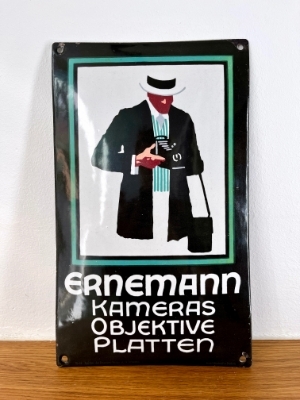 ERNEMANN
KAMERAS
OBJEKTIVE
PLATTEN